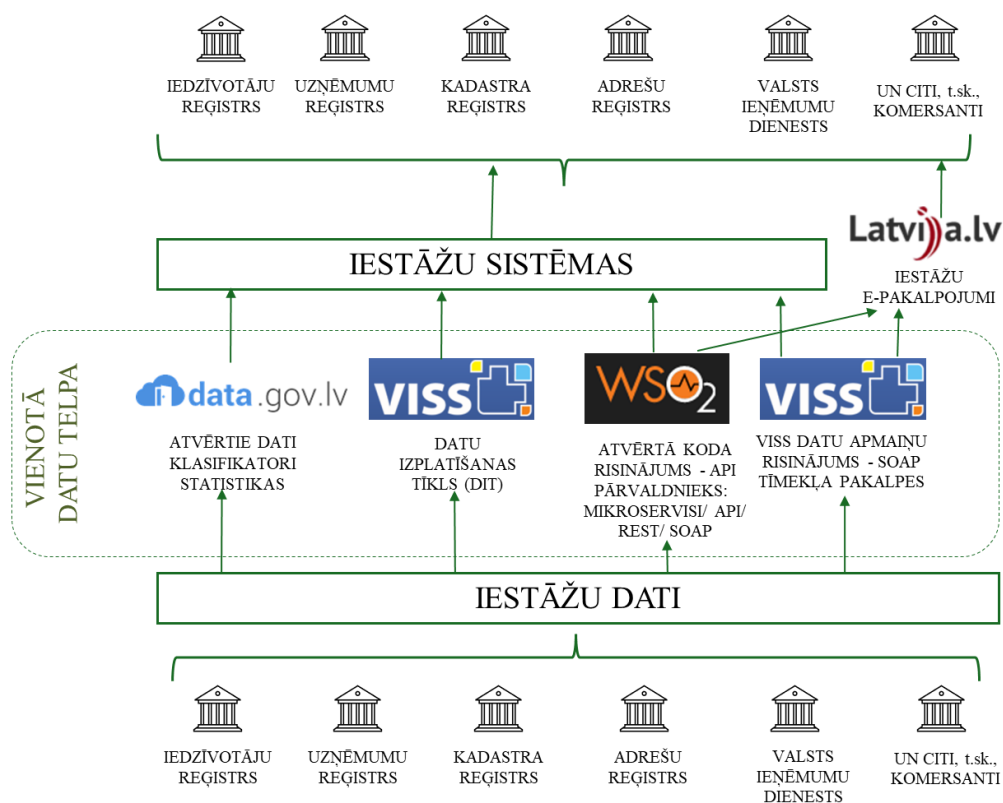 IEDZĪVOTĀJU
REĢISTRS
UZŅĒMUMU
REĢISTRS
KADASTRA
REĢISTRS
ADREŠU
REĢISTRS
VALSTS
IEŅĒMUMU
DIENESTS
UN CITI, t.sk.,
KOMERSANTI
Latvija.lv
IESTĀŽU SISTĒMAS
IESTĀŽU
E-PAKALPOJUMI
VIENOTĀ
DATU TELPA
data.gov.lv
ATVĒRTIE DATI
KLASIFIKATORI
STATISTIKAS
VISS
DATU
IZPLATĪŠANAS
TĪKLS (DIT)
WSO2
ATVĒRTĀ KODA
RISINĀJUMS - API
PĀRVALDNIEKS:
MIKROSERVISI/ API/
REST/ SOAP
VISS
VISS DATU APMAIŅU
RISINĀJUMS - SOAP
TĪMEKĻA PAKALPES
IESTĀŽU DATI
IEDZĪVOTĀJU
REĢISTRS
UZŅĒMUMU
REĢISTRS
KADASTRA
REĢISTRS
ADREŠU
REĢISTRS
VALSTS
IEŅĒMUMU
DIENESTS
UN CITI, t.sk.,
KOMERSANTI